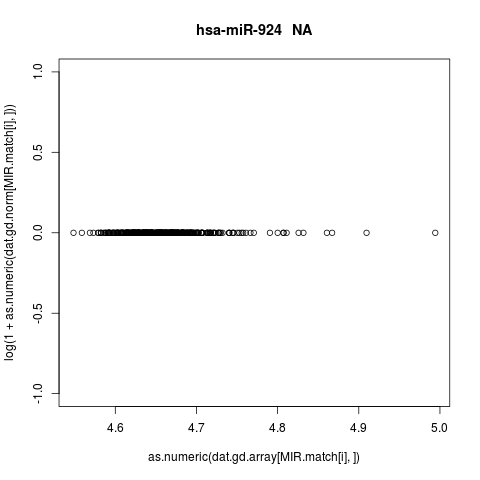 hsa-miR-924 NA
log(1 + as.numeric(dat.gd.norm[MIR.match[i], ]))
1.0
0.5
0.0
-0.5
-1.0
4.6 4.7 4.8 4.9 5.0
as.numeric(dat.gd.array[MIR.match[i], ])